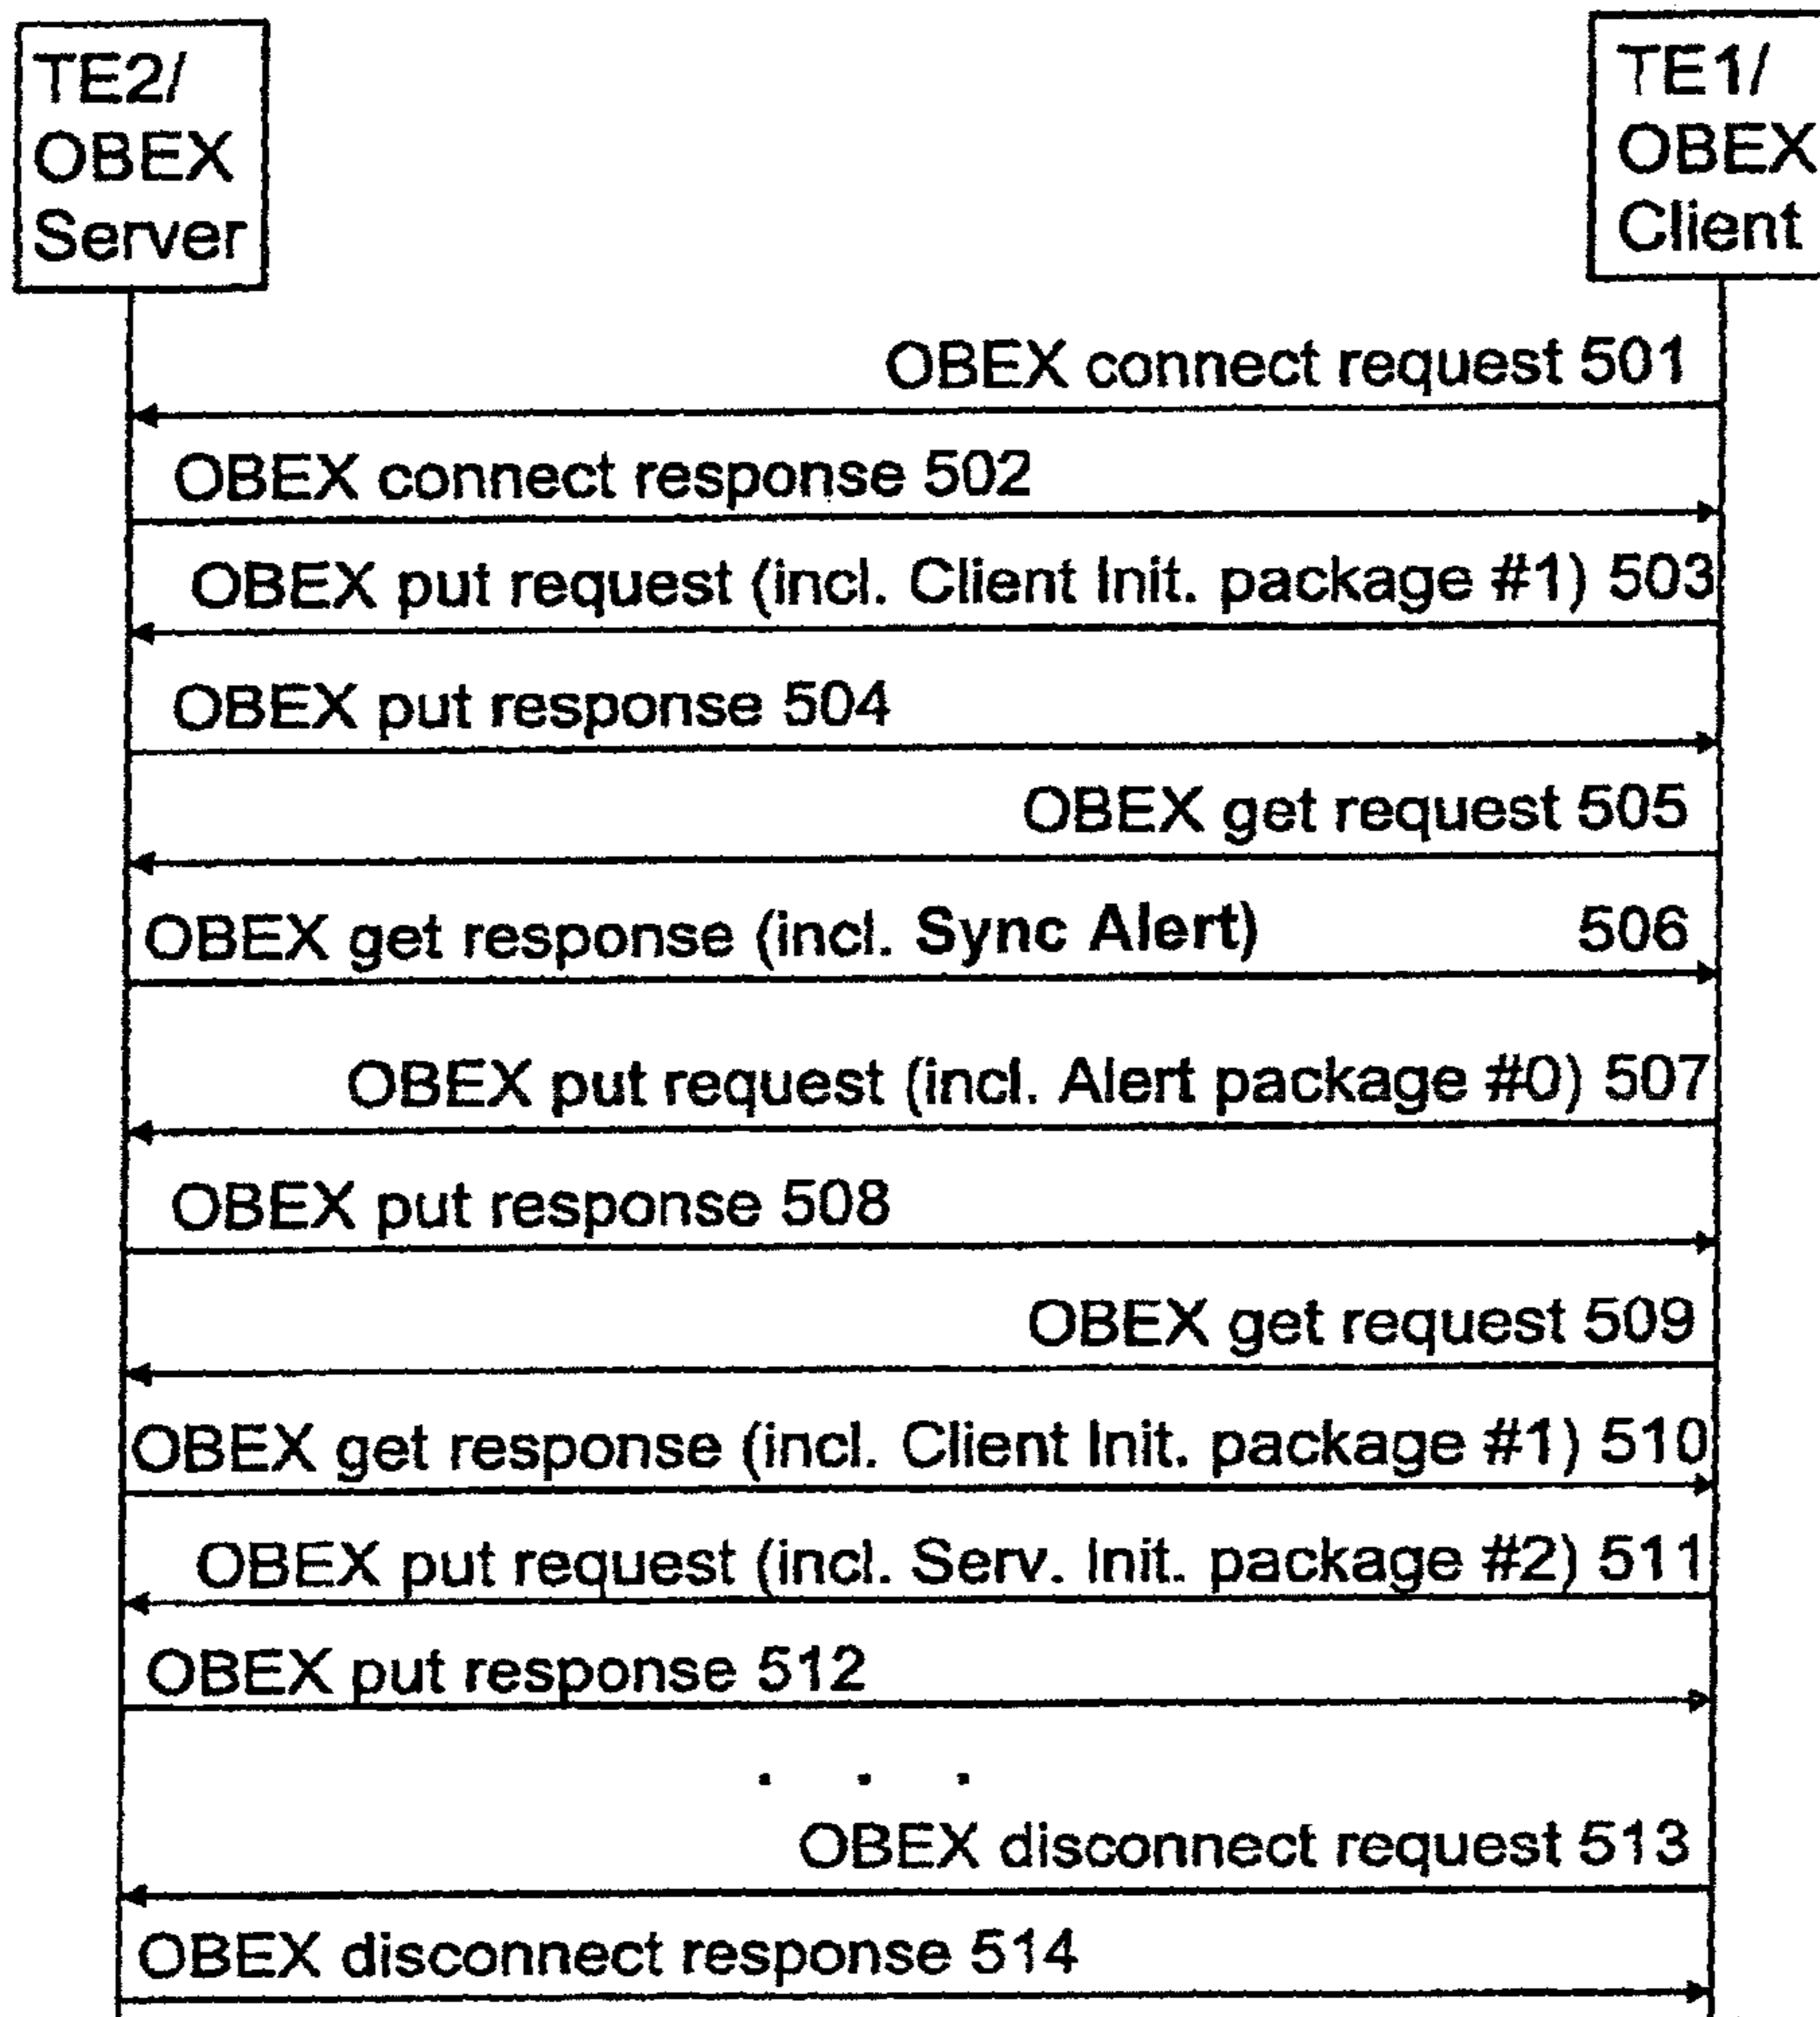 TE2/
OBEX
Server
TE1/
OBEX
Client
OBEX connect request 501
OBEX connect response 502
OBEX put request (incl. Client Init. package #1) 503
OBEX put response 504
OBEX get request 505
OBEX get response (incl. Sync Alert) 506
OBEX put request (incl. Alert package #0) 507
OBEX put response 508
OBEX get request 509
OBEX get response (incl. Client Init. package #1) 510
OBEX put request (incl. Serv. Init. package #2) 511
OBEX put response 512
. . .
OBEX disconnect request 513
OBEX disconnect response 514